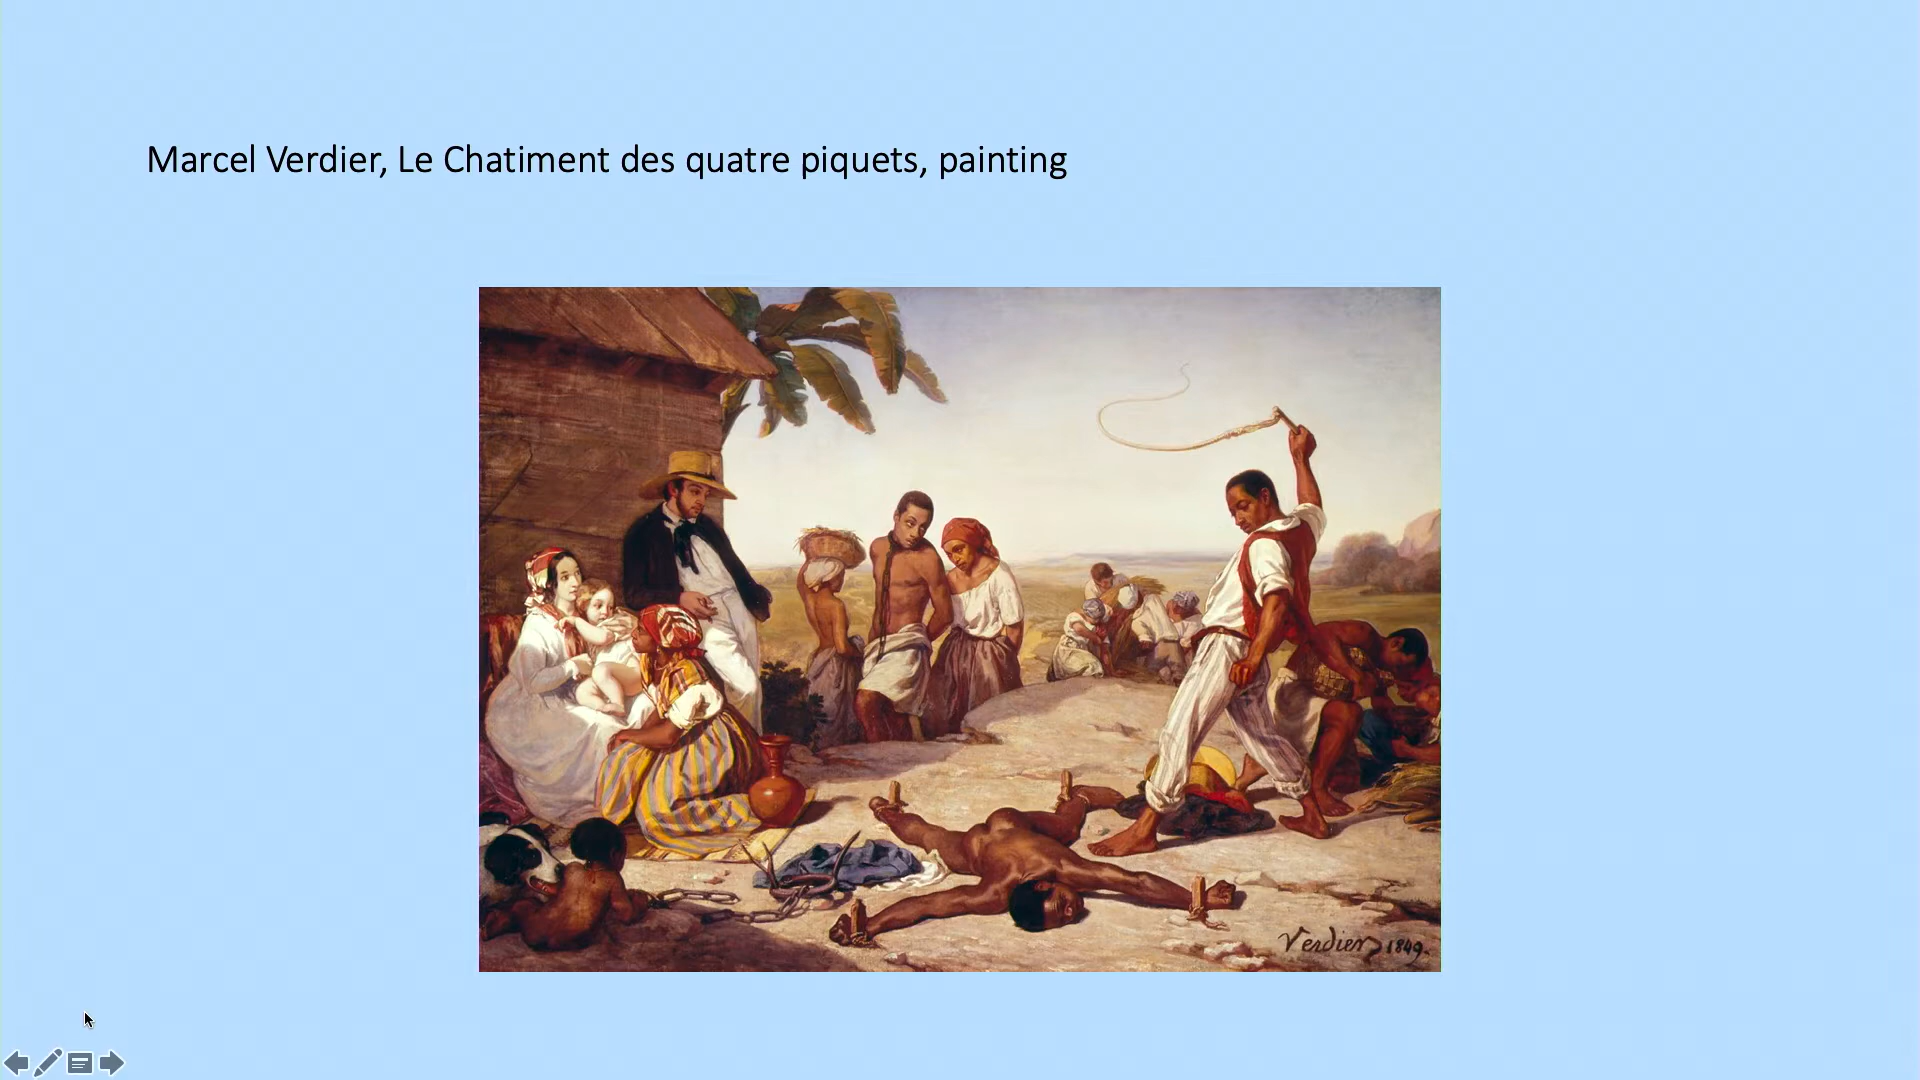 Marcel Verdier, Le Chatiment des quatre piquets, painting
Verdier 1849.